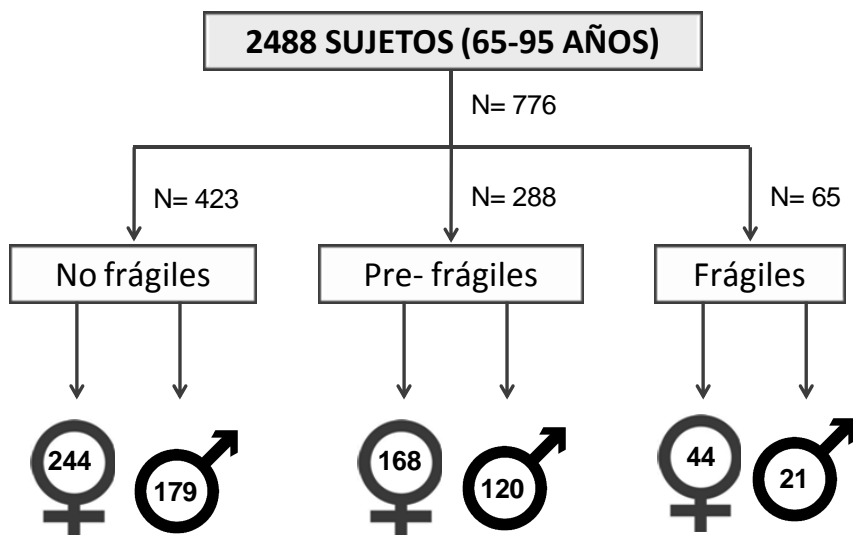 2488 SUJETOS (65-95 AÑOS)
N= 776
N= 423
N= 288
N= 65
No frágiles
Pre- frágiles
Frágiles
244
179
168
120
44
21